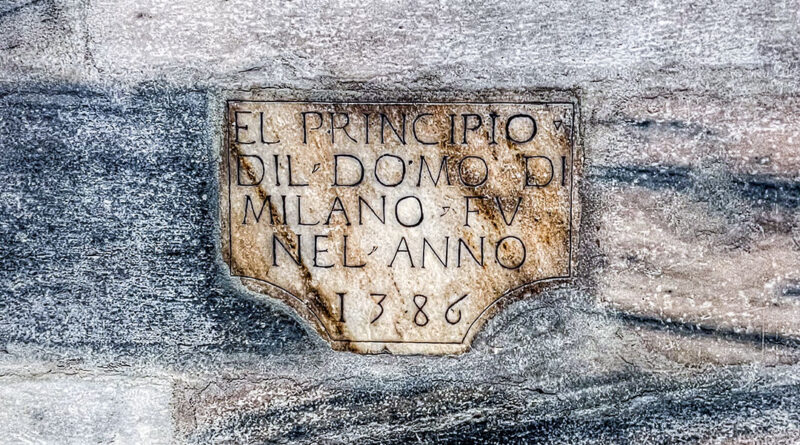 EL PRINCIPIO
DIL·DOMO DI
MILANO·FV
NEL·ANNO
1386